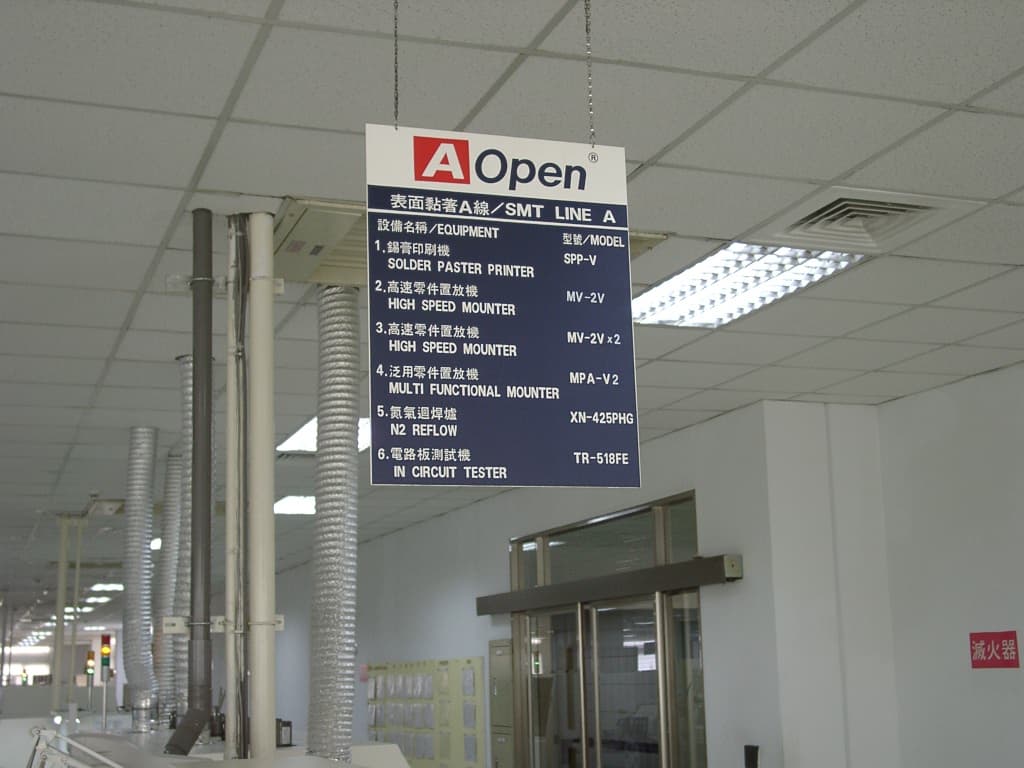 A Open®
表面黏著A線/SMT LINE A
設備名稱/EQUIPMENT 型號/MODEL
1.錫膏印刷機 SPP-V
SOLDER PASTER PRINTER
2.高速零件置放機 MV-2V
HIGH SPEED MOUNTER
3.高速零件置放機 MV-2V x 2
HIGH SPEED MOUNTER
4.泛用零件置放機 MPA-V2
MULTI FUNCTIONAL MOUNTER
5.氮氣迴焊爐 XN-425PHG
N2 REFLOW
6.電路板測試機 TR-518FE
IN CIRCUIT TESTER
滅火器